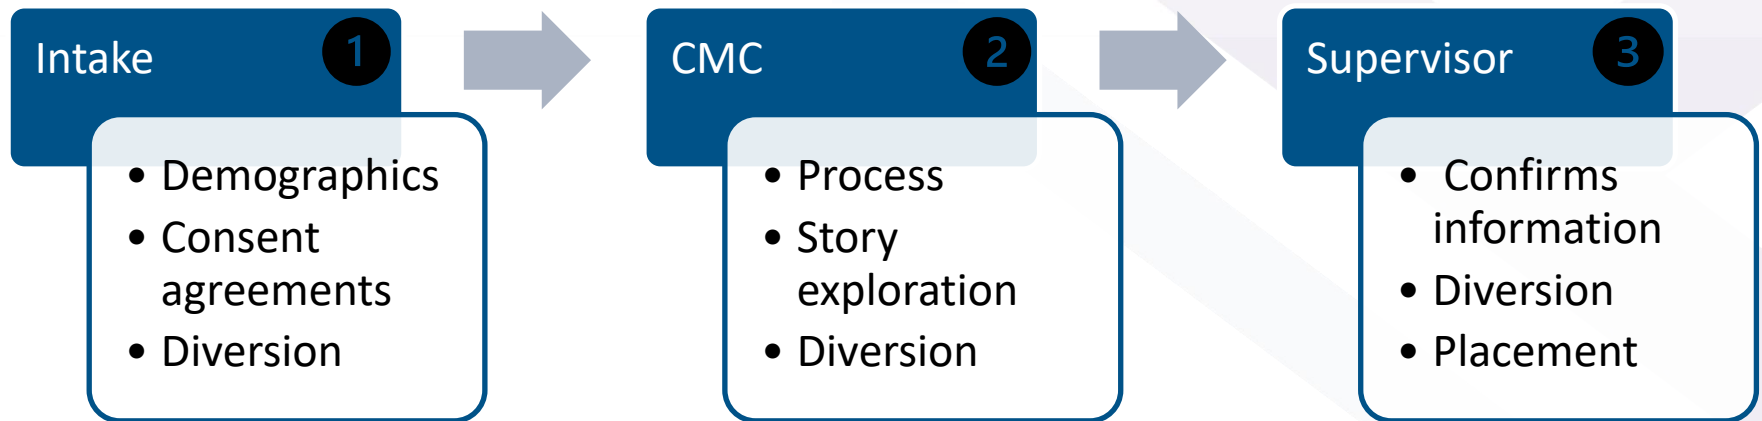 Intake 1
• Demographics
• Consent
agreements
• Diversion
CMC 2
• Process
• Story
exploration
• Diversion
Supervisor 3
• Confirms
information
• Diversion
• Placement